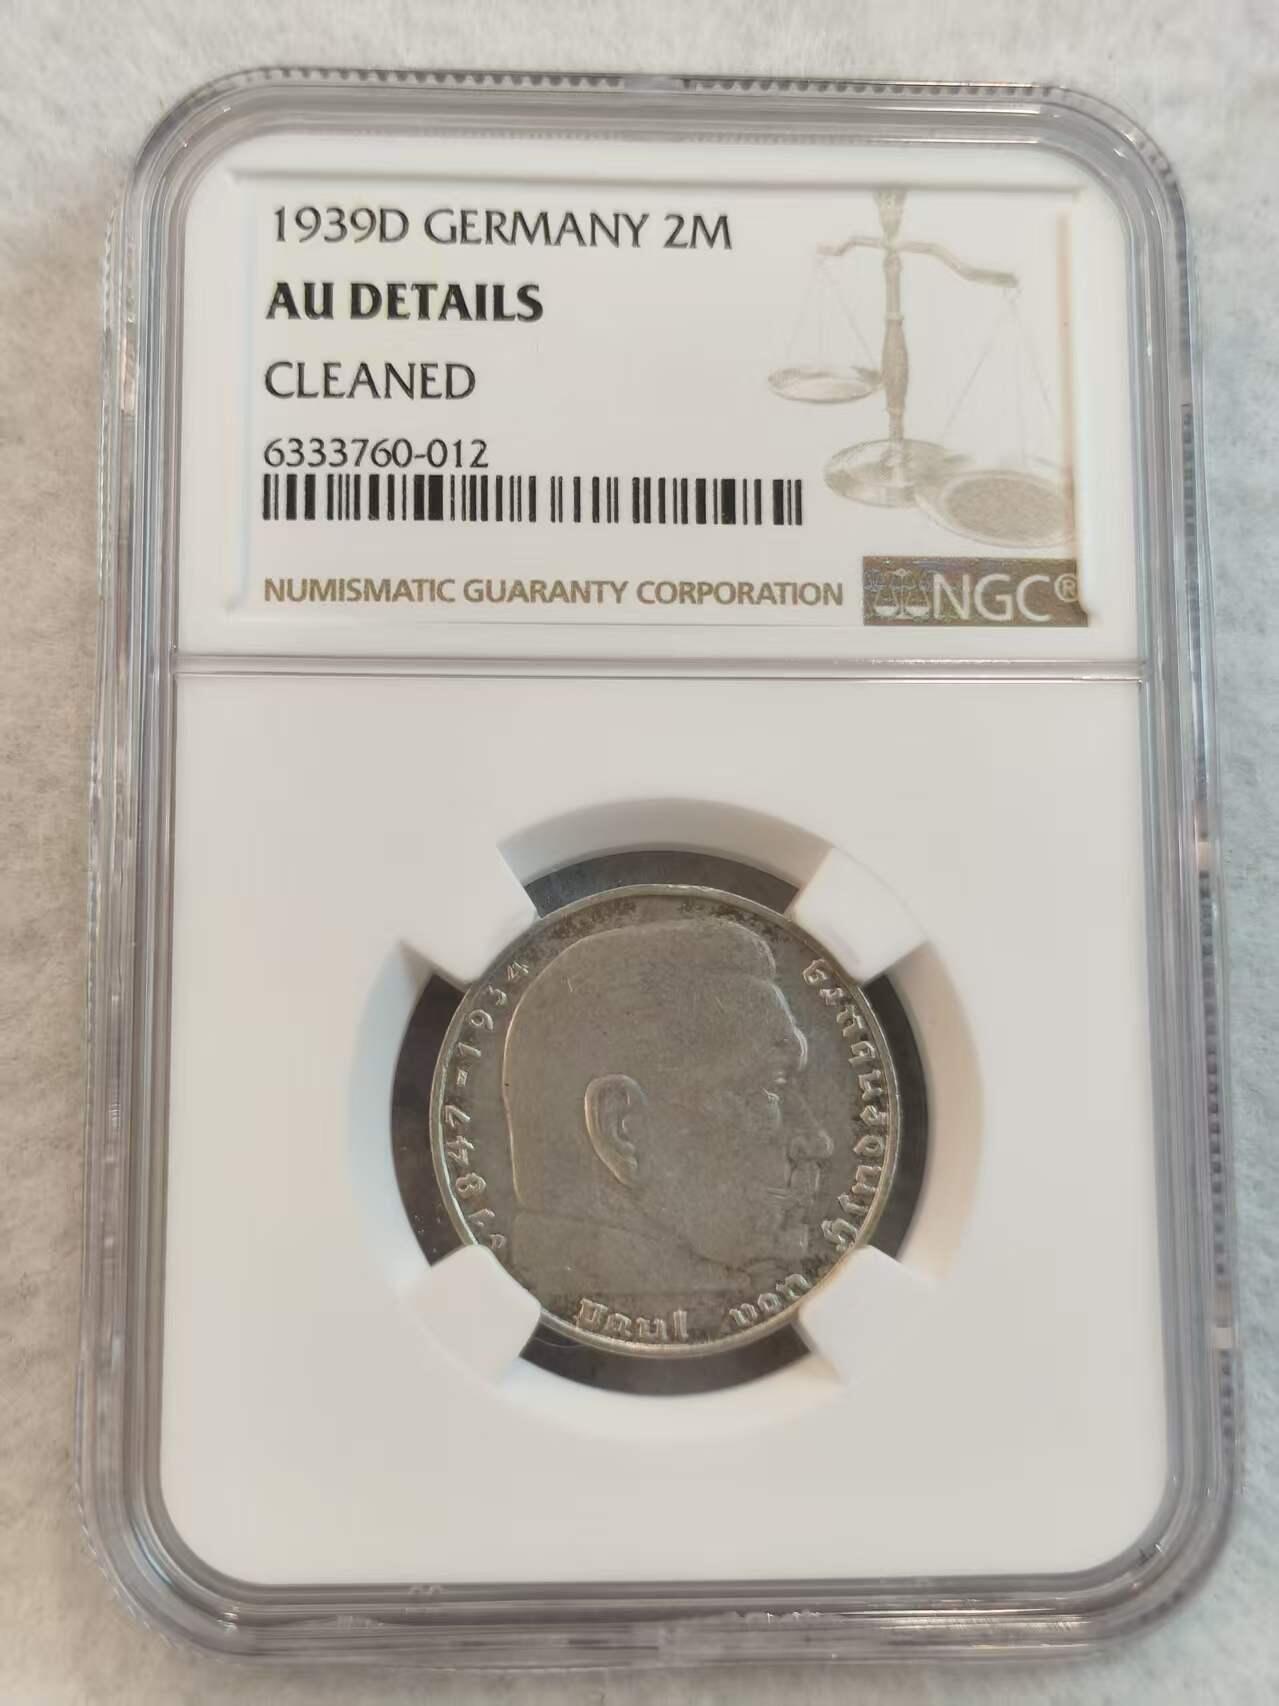 1939D GERMANY 2M
AU DETAILS
CLEANED
6333760-012
NUMISMATIC GUARANTY CORPORATION
NGC®
1847-1934
Paul von Hindenburg
D